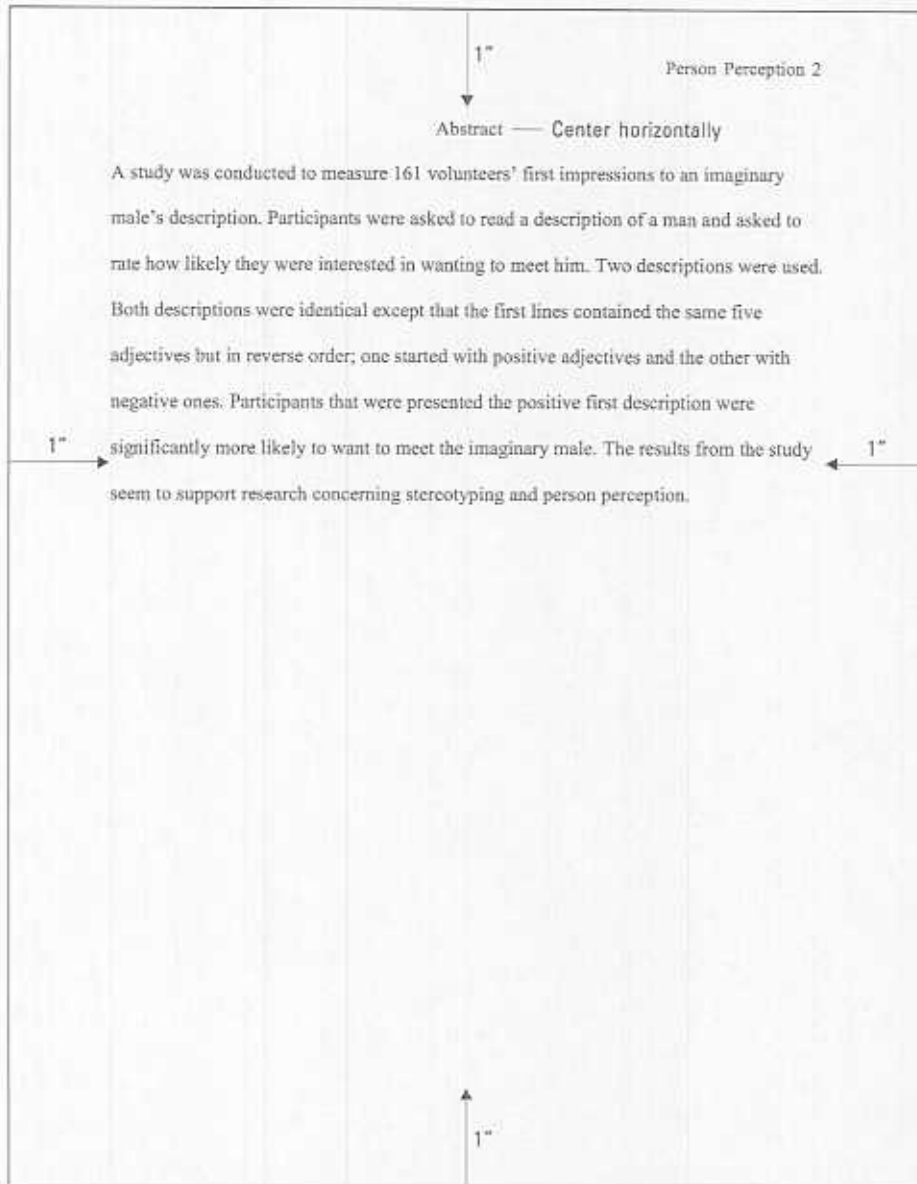 1"
Person Perception 2
Abstract — Center horizontally
A study was conducted to measure 161 volunteers' first impressions to an imaginary
male's description. Participants were asked to read a description of a man and asked to
rate how likely they were interested in wanting to meet him. Two descriptions were used.
Both descriptions were identical except that the first lines contained the same five
adjectives but in reverse order; one started with positive adjectives and the other with
negative ones. Participants that were presented the positive first description were
1" significantly more likely to want to meet the imaginary male. The results from the study 1"
seem to support research concerning stereotyping and person perception.
1"